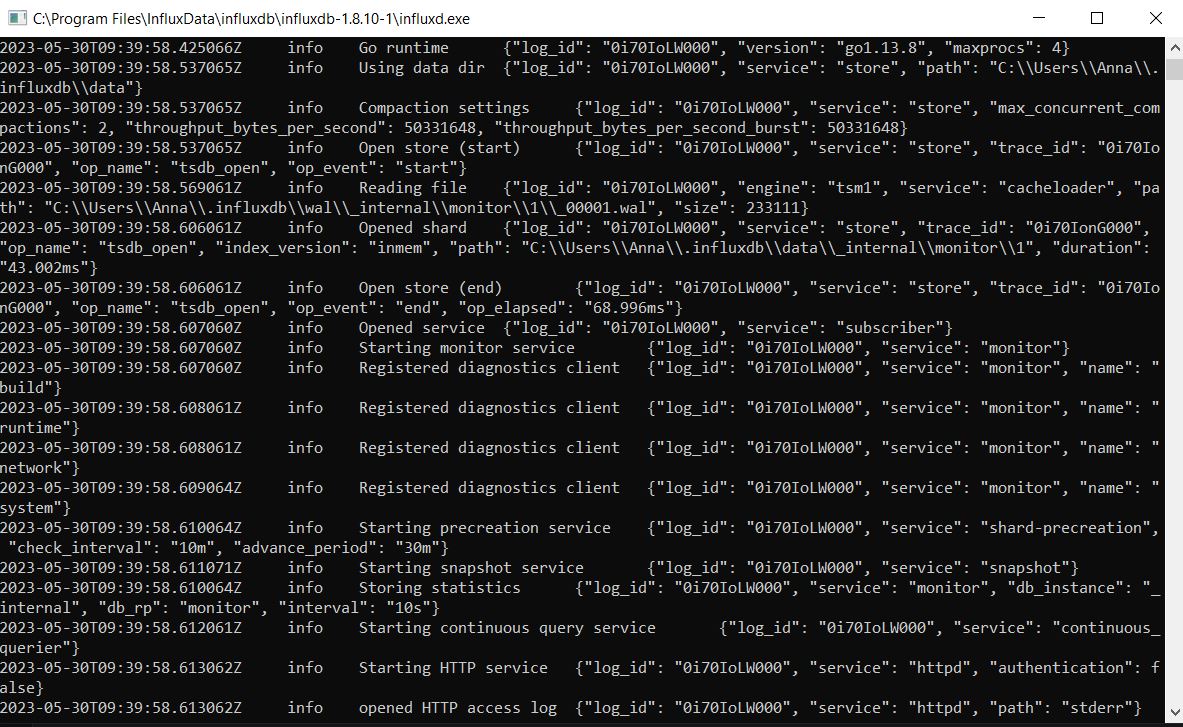 C:\Program Files\InfluxData\influxdb\influxdb-1.8.10-1\influxd.exe
2023-05-30T09:39:58.425066Z     info    Go runtime      {"log_id": "0i70IoLW000", "version": "go1.13.8", "maxprocs": 4}
2023-05-30T09:39:58.537065Z     info    Using data dir  {"log_id": "0i70IoLW000", "service": "store", "path": "C:\\Users\\Anna\\.
influxdb\\data"}
2023-05-30T09:39:58.537065Z     info    Compaction settings     {"log_id": "0i70IoLW000", "service": "store", "max_concurrent_com
pactions": 2, "throughput_bytes_per_second": 50331648, "throughput_bytes_per_second_burst": 50331648}
2023-05-30T09:39:58.537065Z     info    Open store (start)      {"log_id": "0i70IoLW000", "service": "store", "trace_id": "0i70Io
nG000", "op_name": "tsdb_open", "op_event": "start"}
2023-05-30T09:39:58.569061Z     info    Reading file    {"log_id": "0i70IoLW000", "engine": "tsm1", "service": "cacheloader", "pa
th": "C:\\Users\\Anna\\.influxdb\\wal\\_internal\\monitor\\1\\_00001.wal", "size": 233111}
2023-05-30T09:39:58.606061Z     info    Opened shard    {"log_id": "0i70IoLW000", "service": "store", "trace_id": "0i70IonG000",
"op_name": "tsdb_open", "index_version": "inmem", "path": "C:\\Users\\Anna\\.influxdb\\data\\_internal\\monitor\\1", "duration":
"43.002ms"}
2023-05-30T09:39:58.606061Z     info    Open store (end)        {"log_id": "0i70IoLW000", "service": "store", "trace_id": "0i70Io
nG000", "op_name": "tsdb_open", "op_event": "end", "op_elapsed": "68.996ms"}
2023-05-30T09:39:58.607060Z     info    Opened service  {"log_id": "0i70IoLW000", "service": "subscriber"}
2023-05-30T09:39:58.607060Z     info    Starting monitor service        {"log_id": "0i70IoLW000", "service": "monitor"}
2023-05-30T09:39:58.607060Z     info    Registered diagnostics client   {"log_id": "0i70IoLW000", "service": "monitor", "name": "
build"}
2023-05-30T09:39:58.608061Z     info    Registered diagnostics client   {"log_id": "0i70IoLW000", "service": "monitor", "name": "
runtime"}
2023-05-30T09:39:58.608061Z     info    Registered diagnostics client   {"log_id": "0i70IoLW000", "service": "monitor", "name": "
network"}
2023-05-30T09:39:58.609064Z     info    Registered diagnostics client   {"log_id": "0i70IoLW000", "service": "monitor", "name": "
system"}
2023-05-30T09:39:58.610064Z     info    Starting precreation service    {"log_id": "0i70IoLW000", "service": "shard-precreation",
 "check_interval": "10m", "advance_period": "30m"}
2023-05-30T09:39:58.611071Z     info    Starting snapshot service       {"log_id": "0i70IoLW000", "service": "snapshot"}
2023-05-30T09:39:58.610064Z     info    Storing statistics      {"log_id": "0i70IoLW000", "service": "monitor", "db_instance": "_
internal", "db_rp": "monitor", "interval": "10s"}
2023-05-30T09:39:58.612061Z     info    Starting continuous query service       {"log_id": "0i70IoLW000", "service": "continuous_
querier"}
2023-05-30T09:39:58.613062Z     info    Starting HTTP service   {"log_id": "0i70IoLW000", "service": "httpd", "authentication": f
alse}
2023-05-30T09:39:58.613062Z     info    opened HTTP access log  {"log_id": "0i70IoLW000", "service": "httpd", "path": "stderr"}